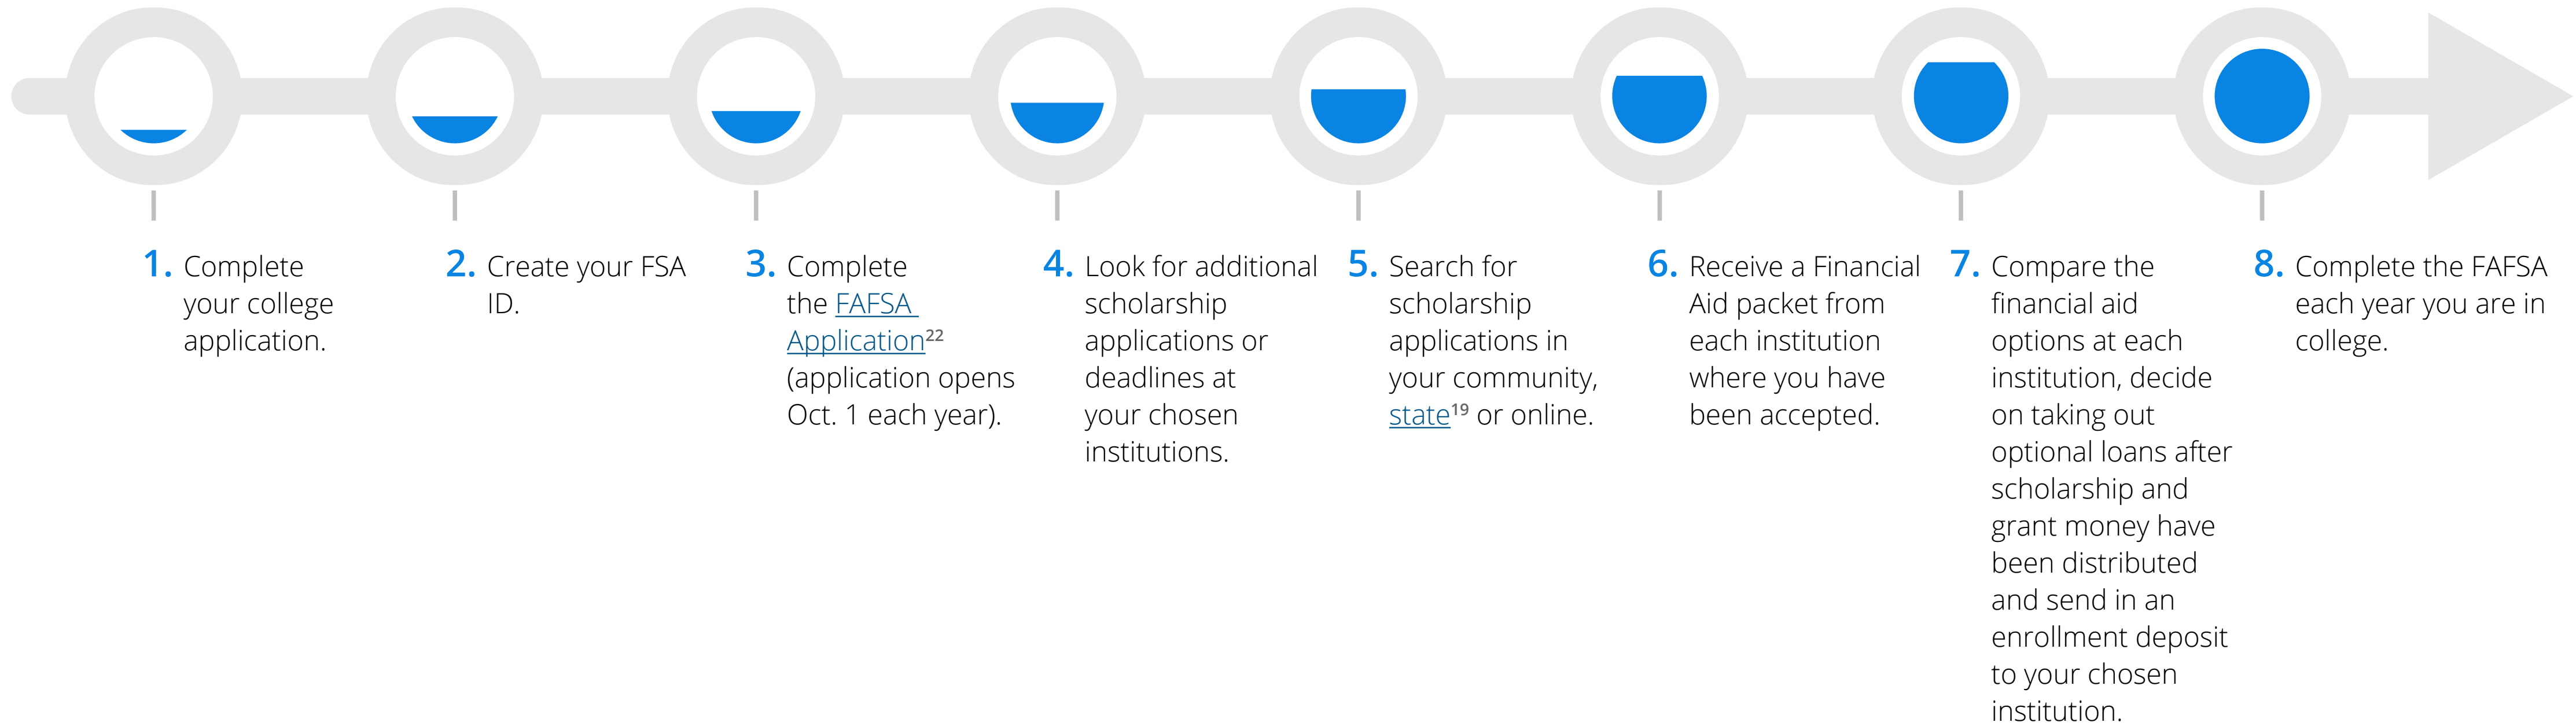 1. Complete
your college
application.
2. Create your FSA
ID.
3. Complete
the FAFSA
Application22
(application opens
Oct. 1 each year).
4. Look for additional
scholarship
applications or
deadlines at
your chosen
institutions.
5. Search for
scholarship
applications in
your community,
state19 or online.
6. Receive a Financial
Aid packet from
each institution
where you have
been accepted.
7. Compare the
financial aid
options at each
institution, decide
on taking out
optional loans after
scholarship and
grant money have
been distributed
and send in an
enrollment deposit
to your chosen
institution.
8. Complete the FAFSA
each year you are in
college.